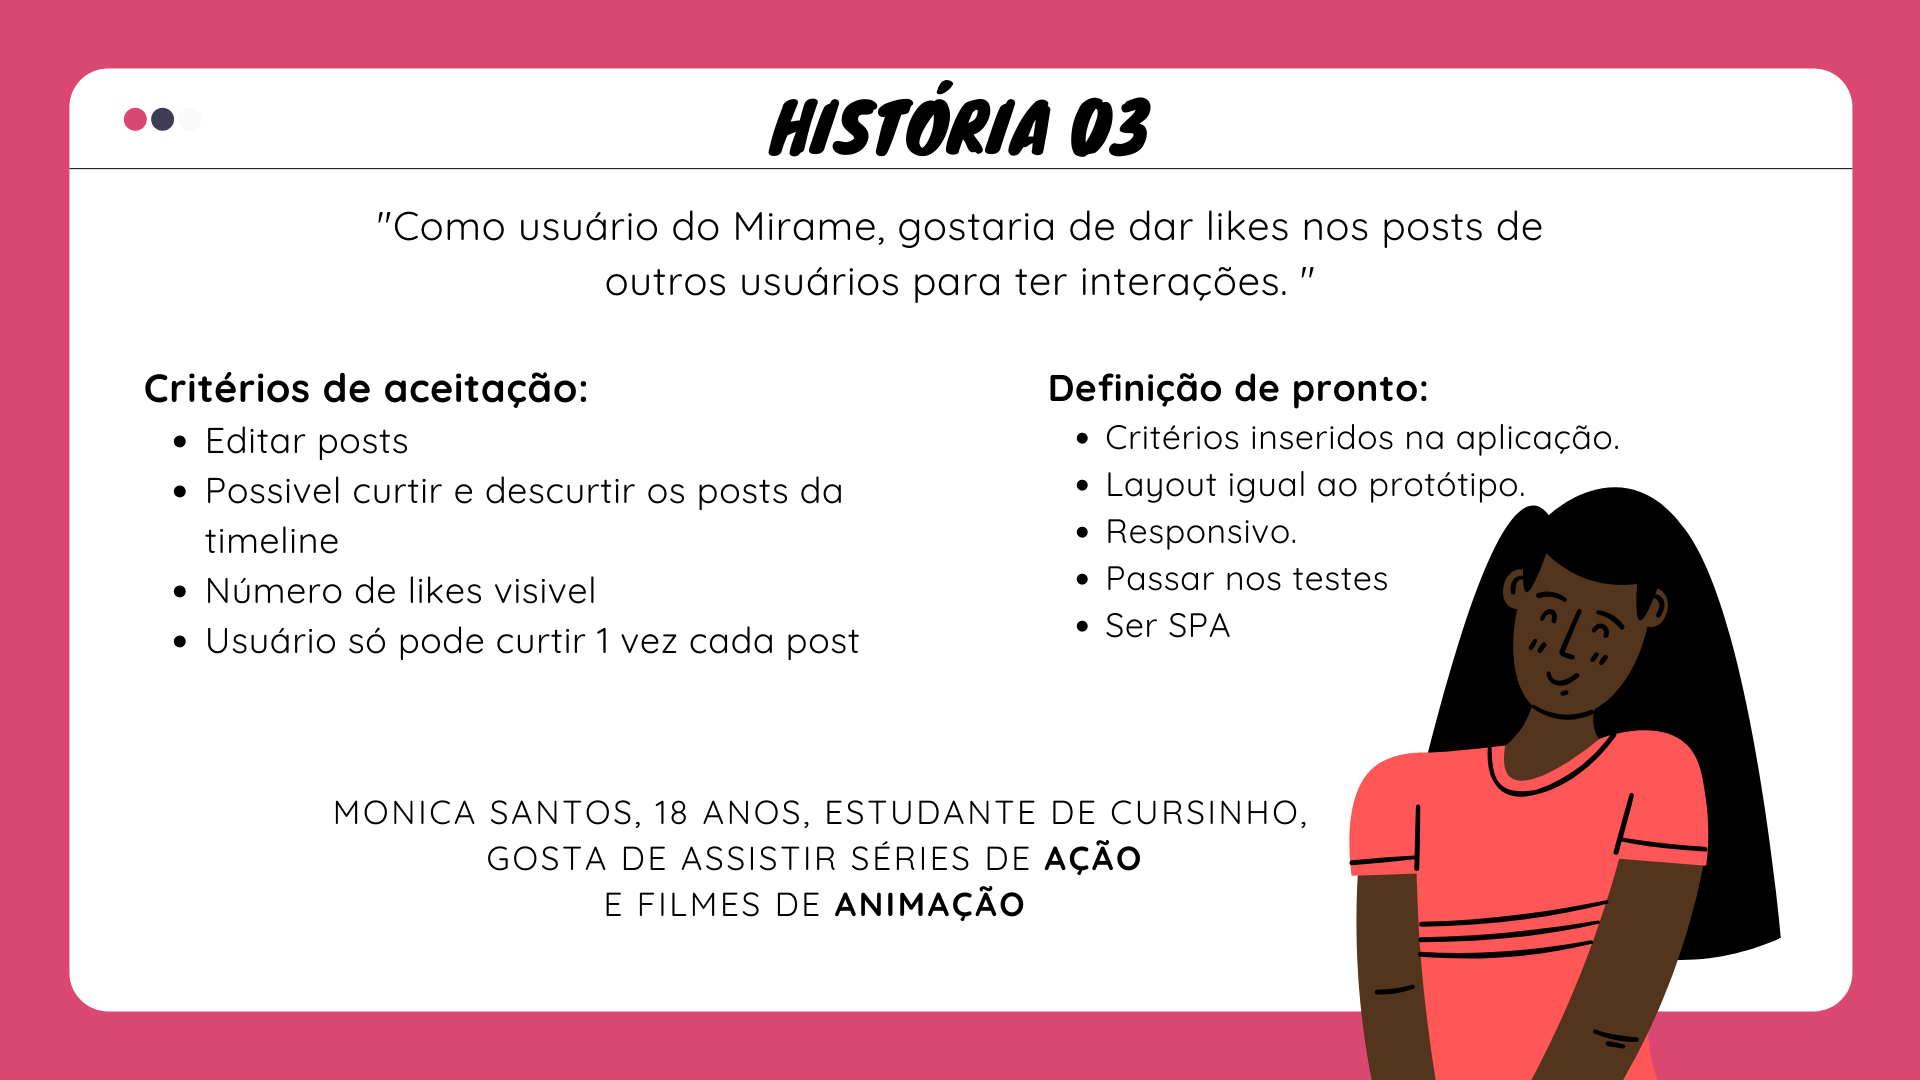 HISTÓRIA 03
"Como usuário do Mirame, gostaria de dar likes nos posts de
outros usuários para ter interações. "
Critérios de aceitação:
• Editar posts
• Possivel curtir e descurtir os posts da
timeline
• Número de likes visivel
• Usuário só pode curtir 1 vez cada post
Definição de pronto:
• Critérios inseridos na aplicação.
• Layout igual ao protótipo.
• Responsivo.
• Passar nos testes
• Ser SPA
MONICA SANTOS, 18 ANOS, ESTUDANTE DE CURSINHO,
GOSTA DE ASSISTIR SÉRIES DE AÇÃO
E FILMES DE ANIMAÇÃO